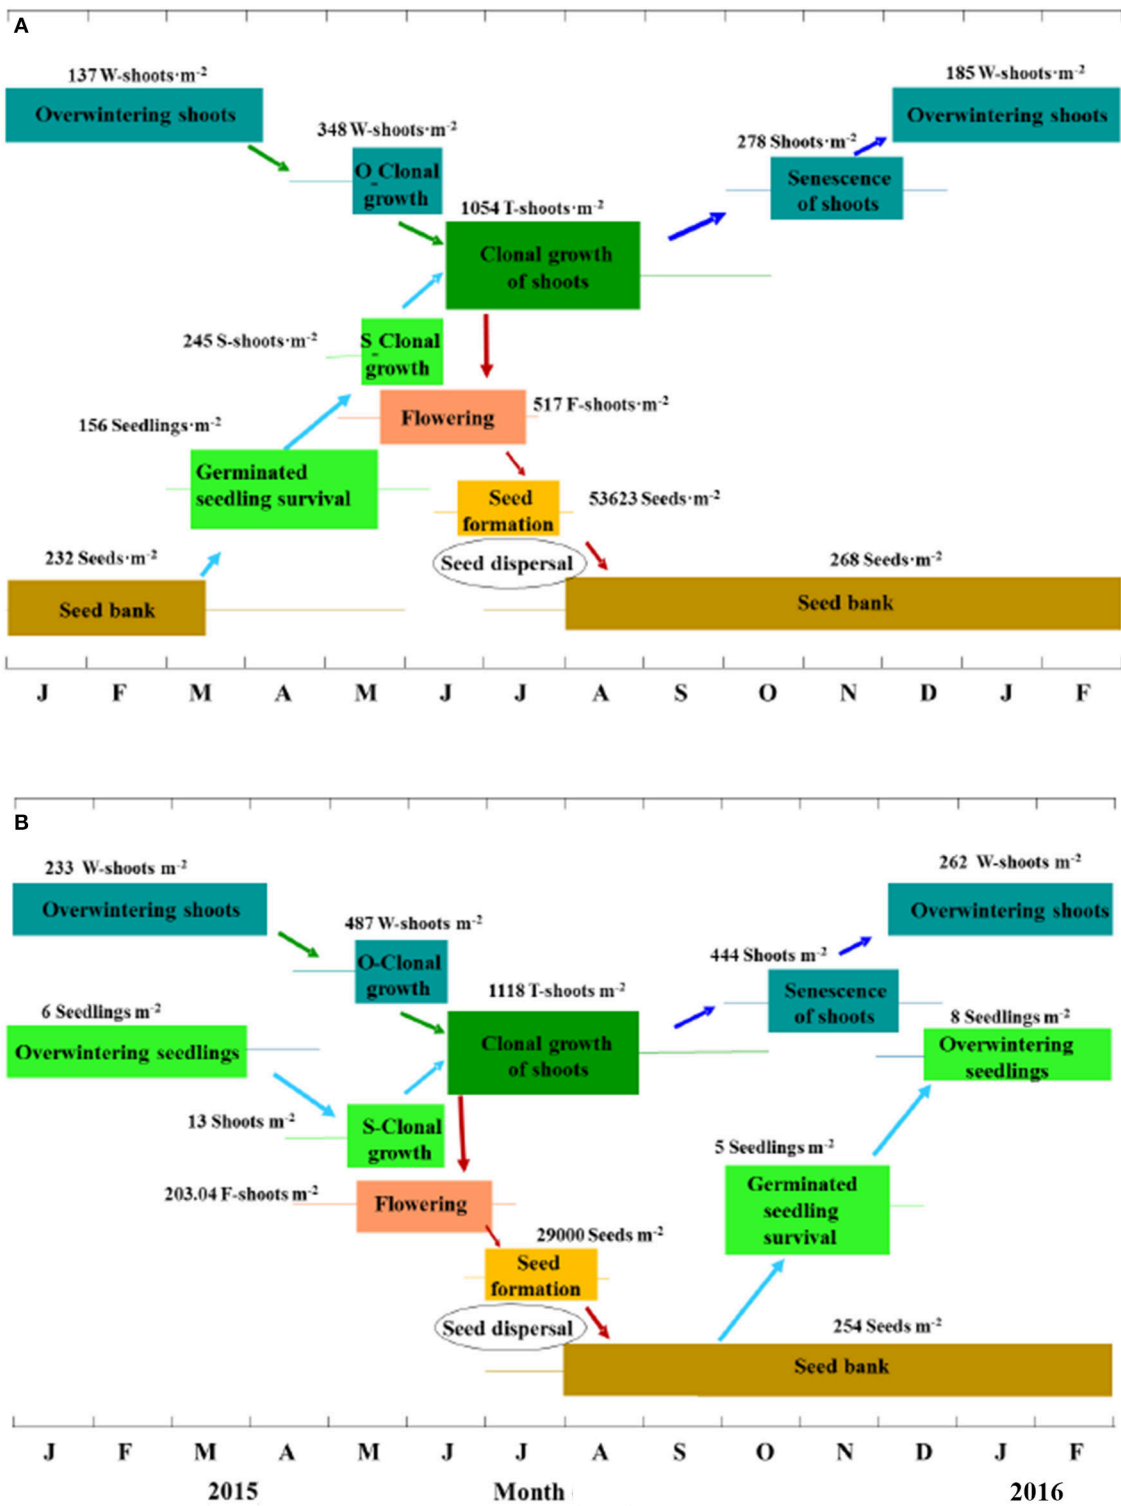 A
137 W-shoots·m-2
185 W-shoots·m-2
Overwintering shoots
Overwintering shoots
348 W-shoots·m-2
278 Shoots·m-2
O_Clonal
growth
Senescence
of shoots
1054 T-shoots·m-2
Clonal growth
of shoots
245 S-shoots·m-2
S_Clonal
growth
517 F-shoots·m-2
Flowering
156 Seedlings·m-2
Germinated
seedling survival
Seed
formation
53623 Seeds·m-2
Seed dispersal
232 Seeds·m-2
268 Seeds·m-2
Seed bank
Seed bank
J F M A M J J A S O N D J F
B
233 W-shoots m-2
262 W-shoots m-2
Overwintering shoots
Overwintering shoots
487 W-shoots m-2
444 Shoots m-2
O-Clonal
growth
Senescence
of shoots
1118 T-shoots m-2
6 Seedlings m-2
8 Seedlings m-2
Overwintering seedlings
Clonal growth
of shoots
Overwintering
seedlings
13 Shoots m-2
S-Clonal
growth
5 Seedlings m-2
Germinated
seedling
survival
203.04 F-shoots m-2
Flowering
29000 Seeds m-2
Seed
formation
Seed dispersal
254 Seeds m-2
Seed bank
J F M A M J J A S O N D J F
2015 Month 2016